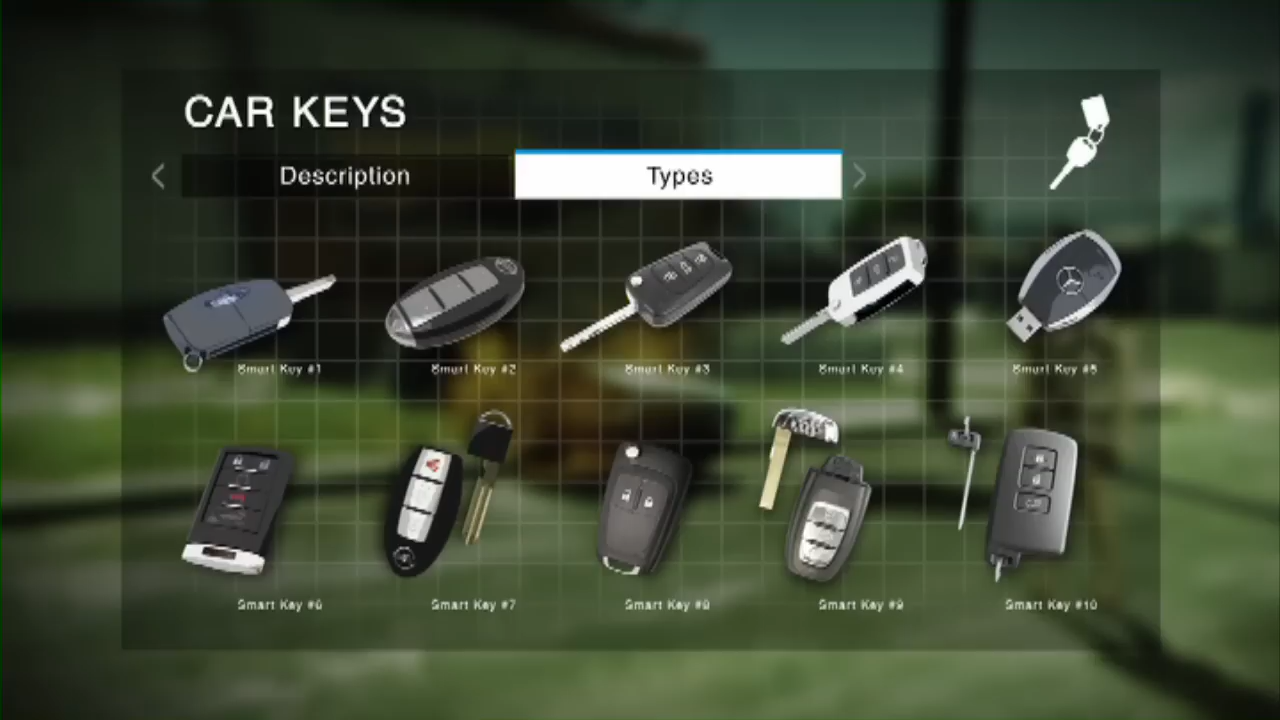 CAR KEYS
Description
Types
Smart Key #1
Smart Key #2
Smart Key #3
Smart Key #4
Smart Key #5
Smart Key #6
Smart Key #7
Smart Key #8
Smart Key #9
Smart Key #10